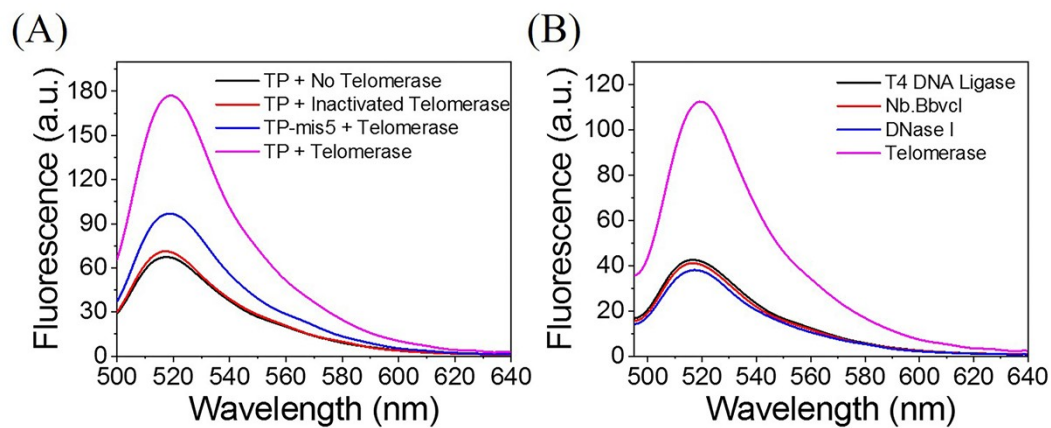 (A)
Fluorescence (a.u.)
180
150
120
90
60
30
0
TP + No Telomerase
TP + Inactivated Telomerase
TP-mis5 + Telomerase
TP + Telomerase
500 520 540 560 580 600 620 640
Wavelength (nm)
(B)
Fluorescence (a.u.)
120
100
80
60
40
20
0
T4 DNA Ligase
Nb.Bbvcl
DNase I
Telomerase
500 520 540 560 580 600 620 640
Wavelength (nm)